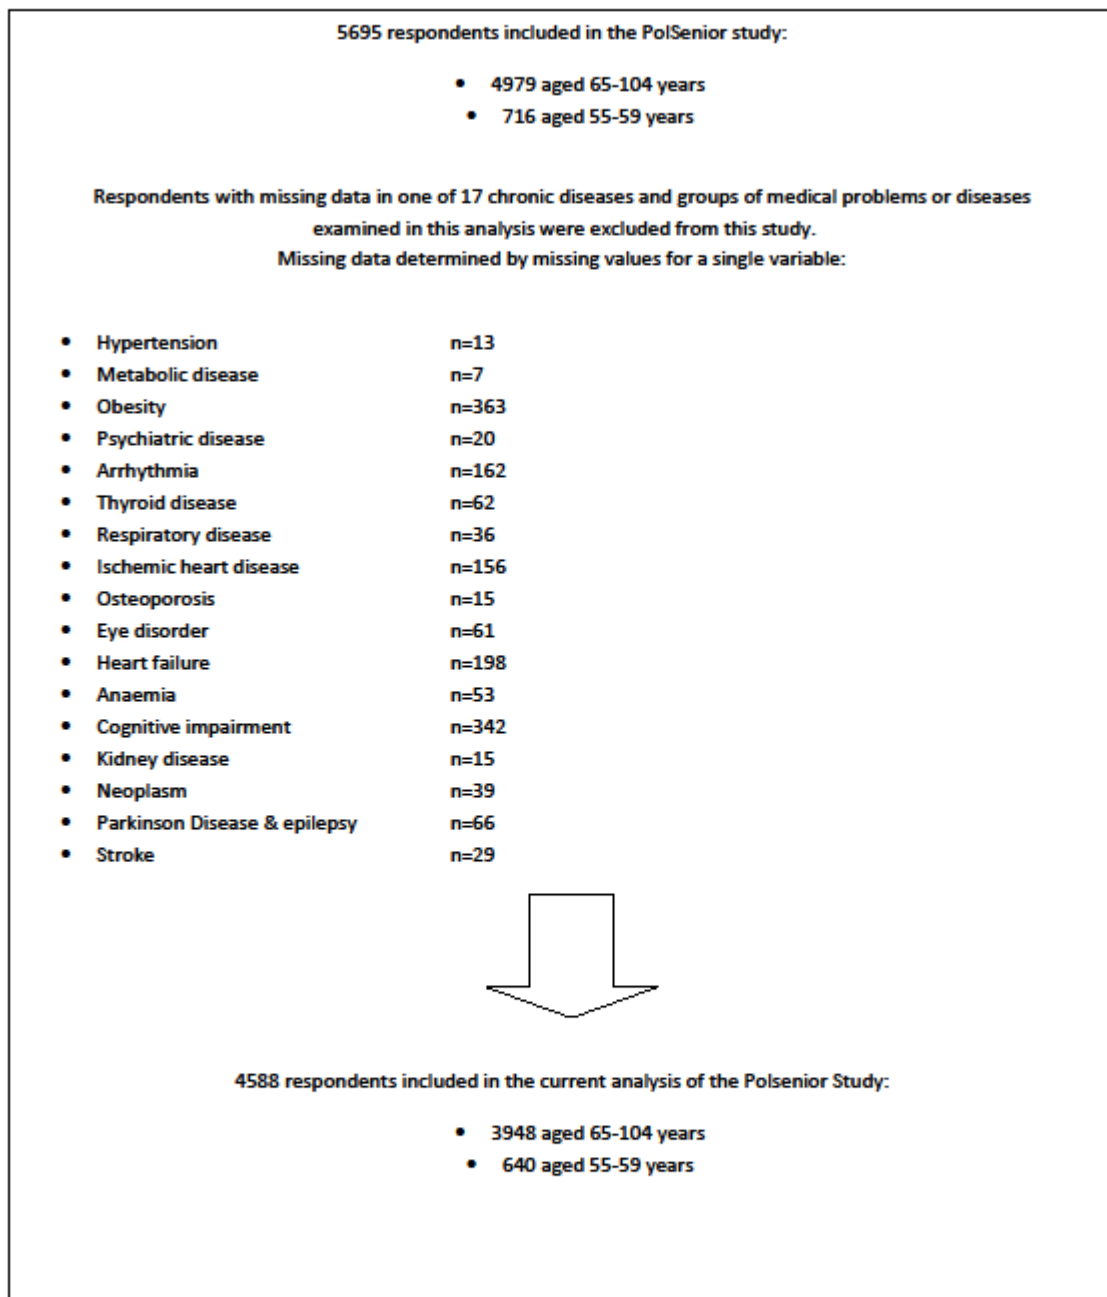 5695 respondents included in the PolSenior study:
• 4979 aged 65-104 years
• 716 aged 55-59 years
Respondents with missing data in one of 17 chronic diseases and groups of medical problems or diseases
examined in this analysis were excluded from this study.
Missing data determined by missing values for a single variable:
• Hypertension n=13
• Metabolic disease n=7
• Obesity n=363
• Psychiatric disease n=20
• Arrhythmia n=162
• Thyroid disease n=62
• Respiratory disease n=36
• Ischemic heart disease n=156
• Osteoporosis n=15
• Eye disorder n=61
• Heart failure n=198
• Anaemia n=53
• Cognitive impairment n=342
• Kidney disease n=15
• Neoplasm n=39
• Parkinson Disease & epilepsy n=66
• Stroke n=29
4588 respondents included in the current analysis of the Polsenior Study:
• 3948 aged 65-104 years
• 640 aged 55-59 years